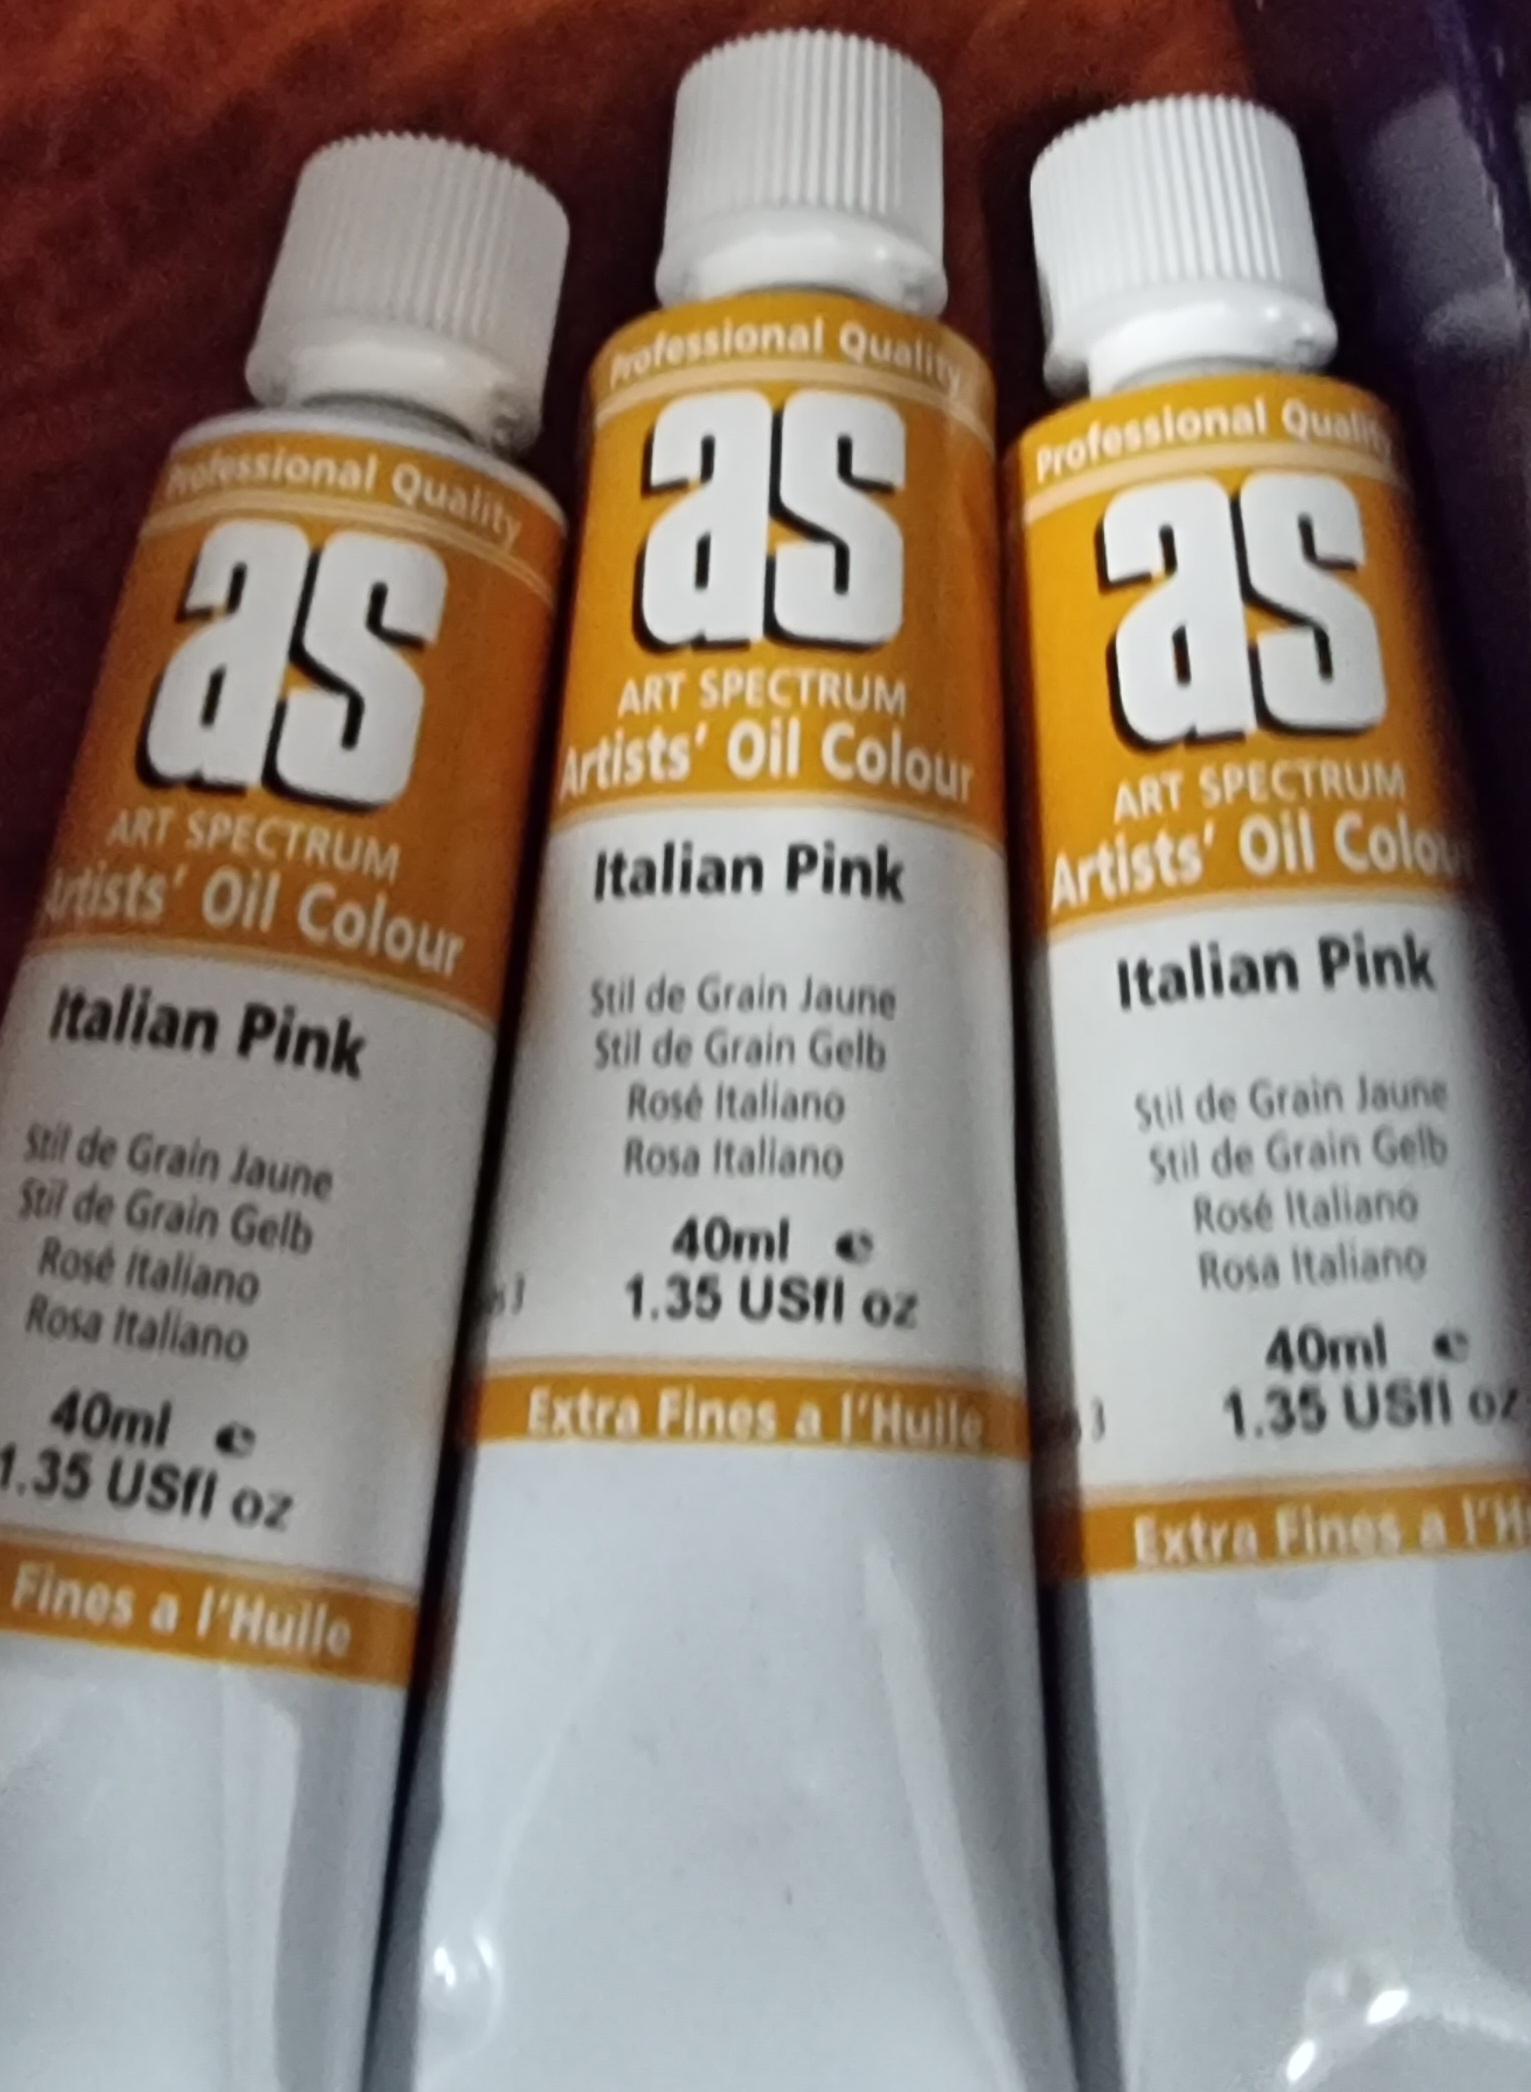 Professional Quality
as
ART SPECTRUM
Artists' Oil Colour
Italian Pink
Stil de Grain Jaune
Stil de Grain Gelb
Rosé Italiano
Rosa Italiano
40ml e
1.35 USfl oz
Fines a l'Huile
Professional Quality
as
ART SPECTRUM
Artists' Oil Colour
Italian Pink
Stil de Grain Jaune
Stil de Grain Gelb
Rosé Italiano
Rosa Italiano
40ml e
3 1.35 USfl oz
Extra Fines a l'Huile
Professional Quality
as
ART SPECTRUM
Artists' Oil Colour
Italian Pink
Stil de Grain Jaune
Stil de Grain Gelb
Rosé Italiano
Rosa Italiano
40ml e
3 1.35 USfl oz
Extra Fines a l'H